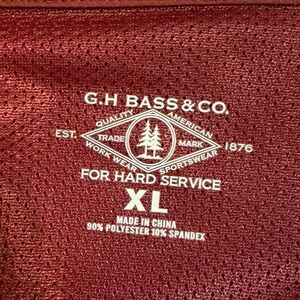 G.H BASS & CO.
QUALITY AMERICAN
EST. TRADE MARK 1876
WORK WEAR SPORTSWEAR
FOR HARD SERVICE
XL
MADE IN CHINA
90% POLYESTER 10% SPANDEX